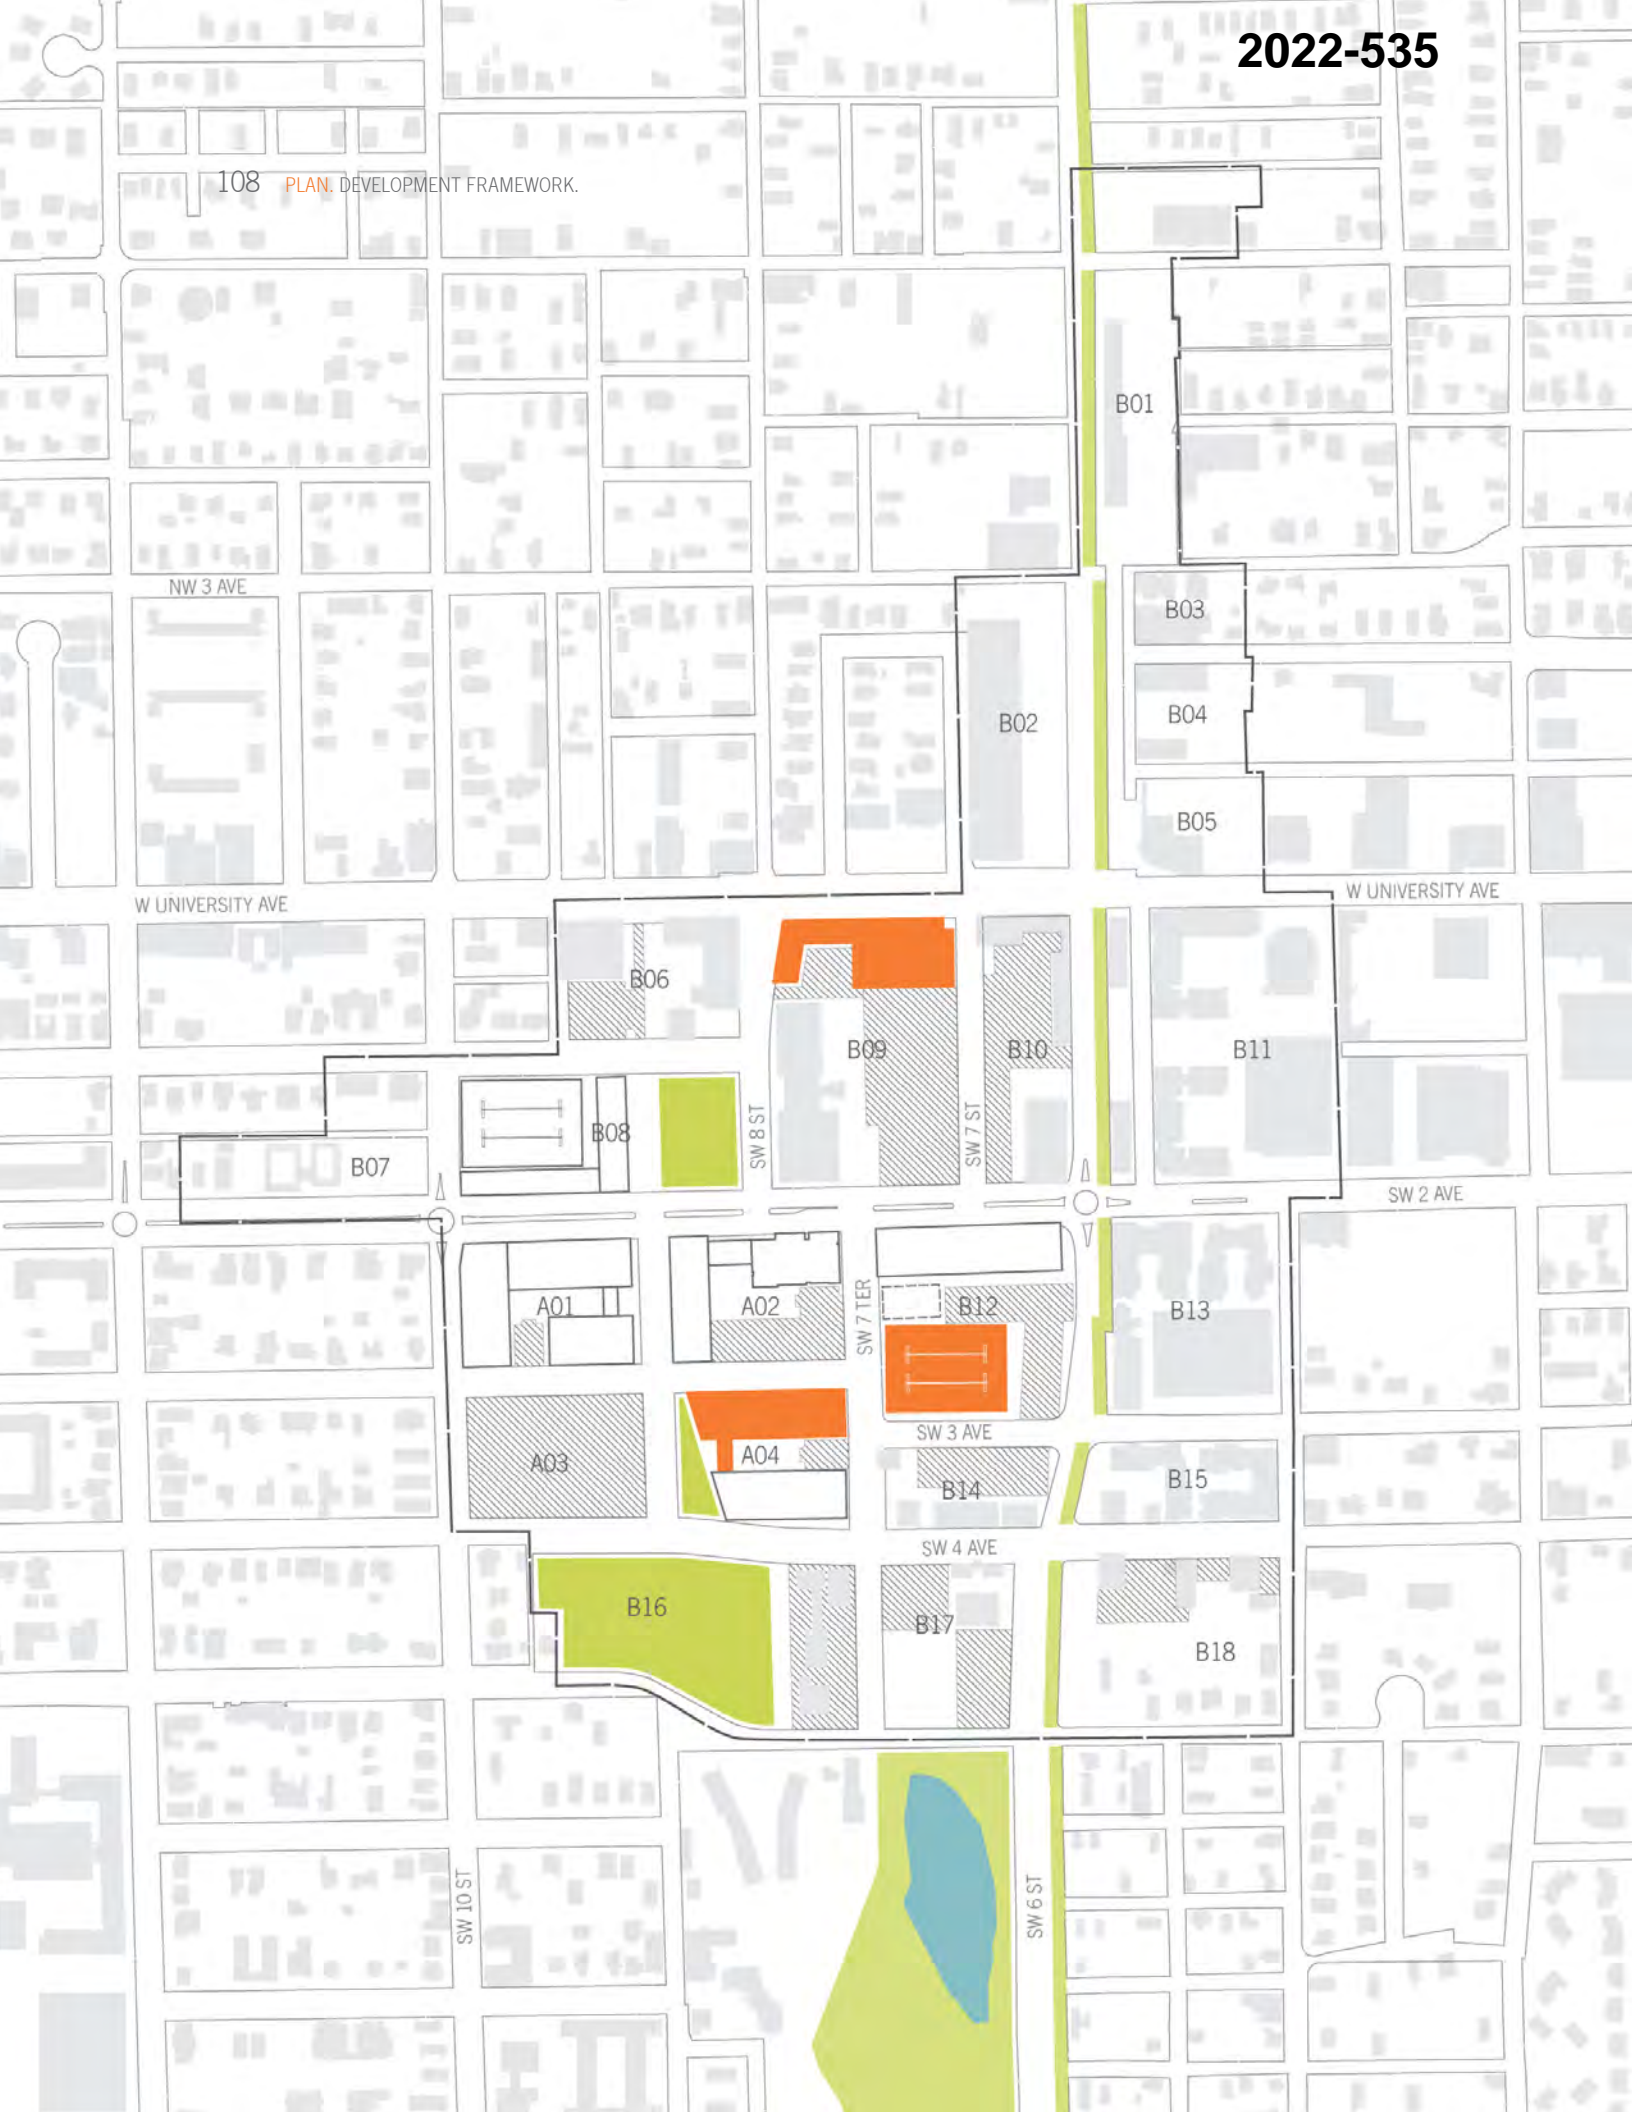 2022-535
108 PLAN. DEVELOPMENT FRAMEWORK.
B01
NW 3 AVE
B03
B04
B02
B05
W UNIVERSITY AVE
W UNIVERSITY AVE
B06
B09
B10
B11
B08
SW 8 ST
SW 7 ST
B07
SW 2 AVE
A01
A02
SW 7 TER
B12
B13
SW 3 AVE
A03
A04
B14
B15
SW 4 AVE
B16
B17
B18
SW 10 ST
SW 6 ST